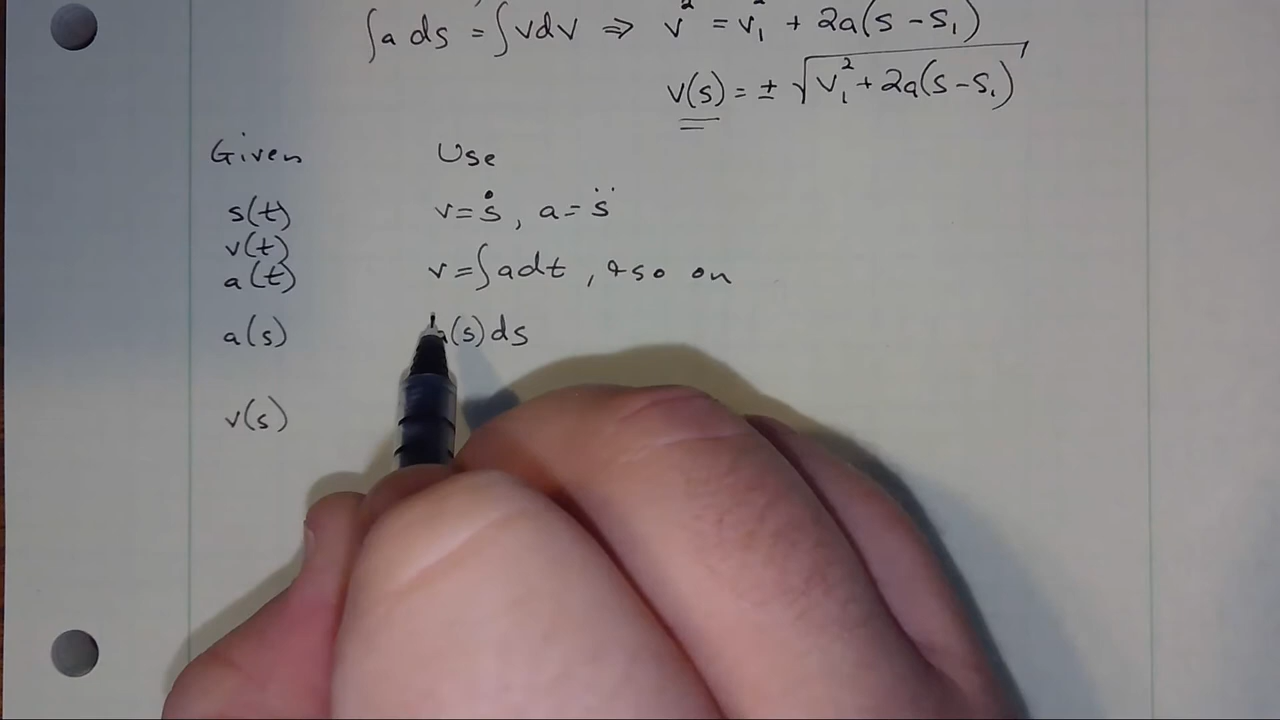 ∫a ds = ∫v dv ⇒ v² = v₁² + 2a(s - s₁)
v(s) = ± √(v₁² + 2a(s - s₁))
Given Use
s(t) v = ṡ, a = s̈
v(t)
a(t) v = ∫a dt, & so on
a(s) a(s) ds
v(s)